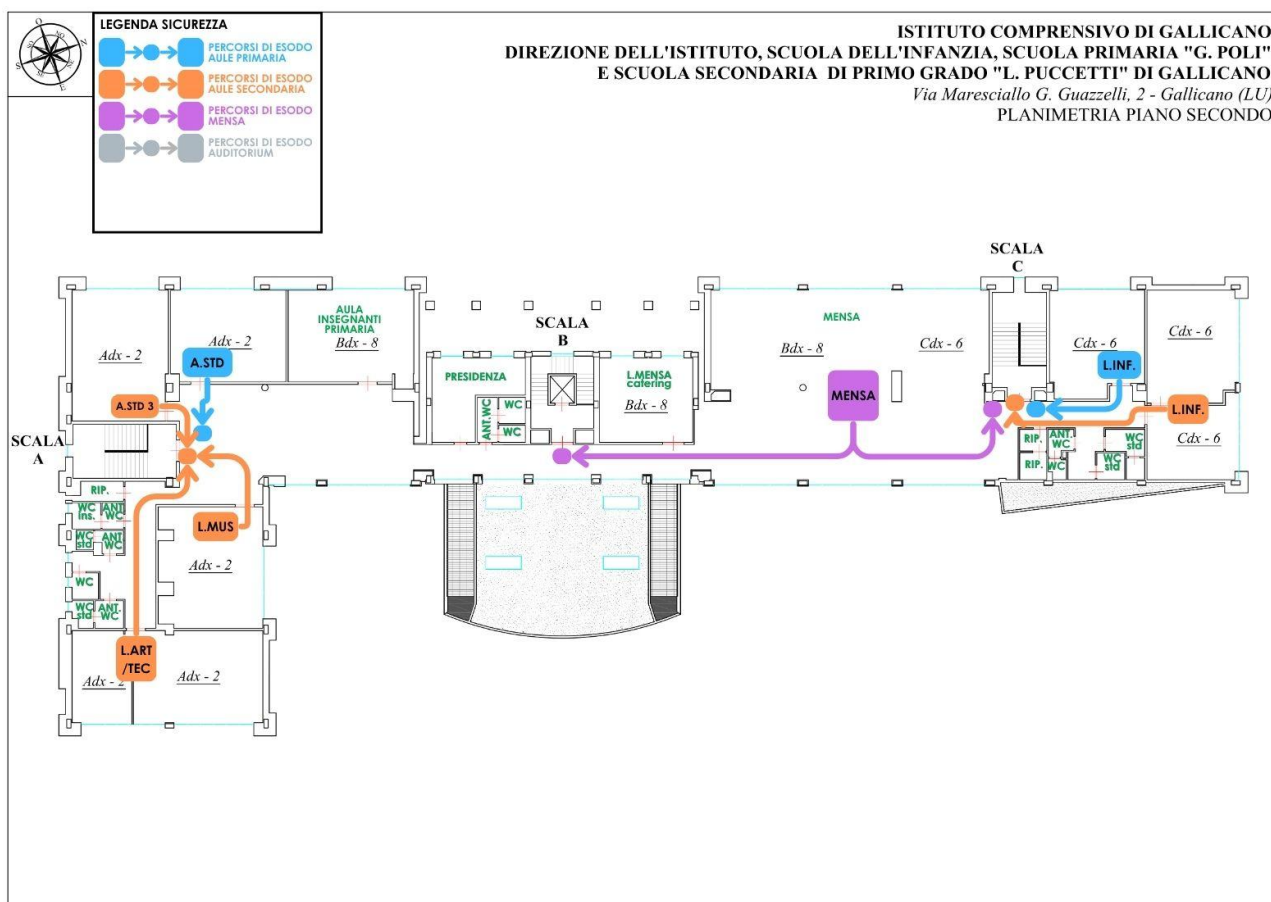 LEGENDA SICUREZZA
PERCORSI DI ESODO
AULE PRIMARIA
PERCORSI DI ESODO
AULE SECONDARIA
PERCORSI DI ESODO
MENSA
PERCORSI DI ESODO
AUDITORIUM
O
N
E
S
NO
NE
SE
SO
ISTITUTO COMPRENSIVO DI GALLICANO
DIREZIONE DELL'ISTITUTO, SCUOLA DELL'INFANZIA, SCUOLA PRIMARIA "G. POLI"
E SCUOLA SECONDARIA DI PRIMO GRADO "L. PUCCETTI" DI GALLICANO
Via Maresciallo G. Guazzelli, 2 - Gallicano (LU)
PLANIMETRIA PIANO SECONDO
SCALA
A
Adx - 2
A.STD 3
A.STD
Adx - 2
AULA
INSEGNANTI
PRIMARIA
Bdx - 8
RIP.
WC
ins.
ANT.
WC
WC
std
ANT.
WC
WC
WC
std
ANT.
WC
L.MUS
Adx - 2
L.ART
/TEC
Adx - 2
Adx - 2
PRESIDENZA
ANT.WC
WC
WC
SCALA
B
L.MENSA
catering
Bdx - 8
MENSA
Bdx - 8
Cdx - 6
MENSA
SCALA
C
Cdx - 6
L.INF.
Cdx - 6
L.INF.
Cdx - 6
RIP.
RIP.
ANT.
WC
WC
WC
std
WC
std